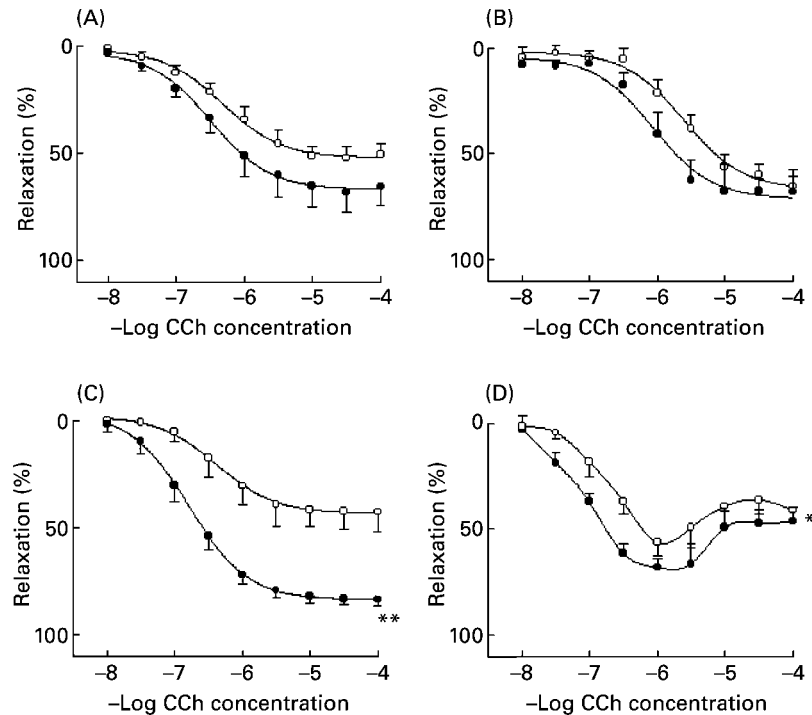 (A)
Relaxation (%)
0
50
100
–8 –7 –6 –5 –4
–Log CCh concentration
(B)
Relaxation (%)
0
50
100
–8 –7 –6 –5 –4
–Log CCh concentration
(C)
Relaxation (%)
0
50
100
**
–8 –7 –6 –5 –4
–Log CCh concentration
(D)
Relaxation (%)
0
50
100
*
–8 –7 –6 –5 –4
–Log CCh concentration